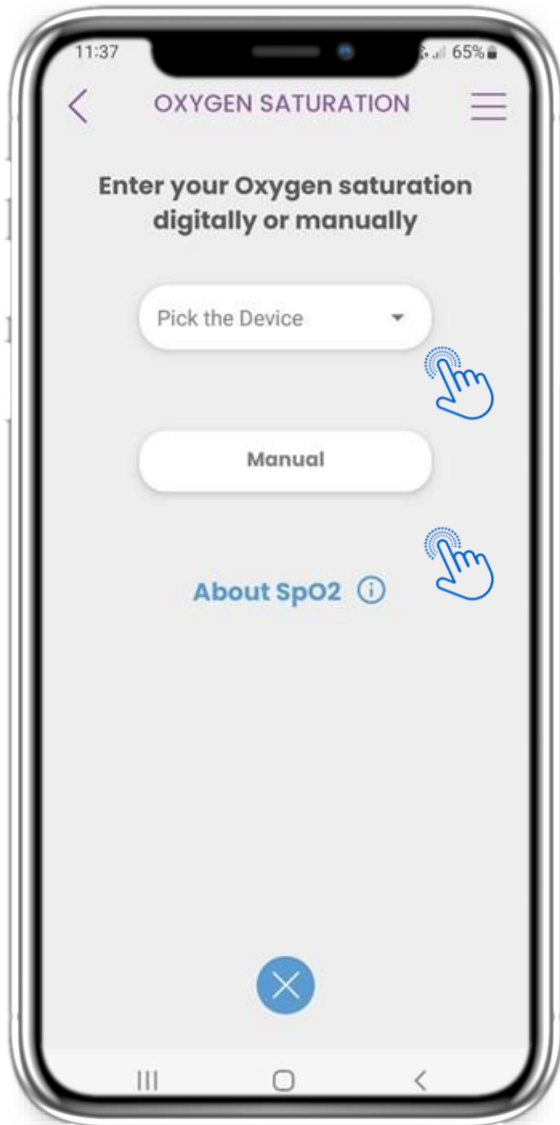 11:37 65%
OXYGEN SATURATION
Enter your Oxygen saturation
digitally or manually
Pick the Device
Manual
About SpO2